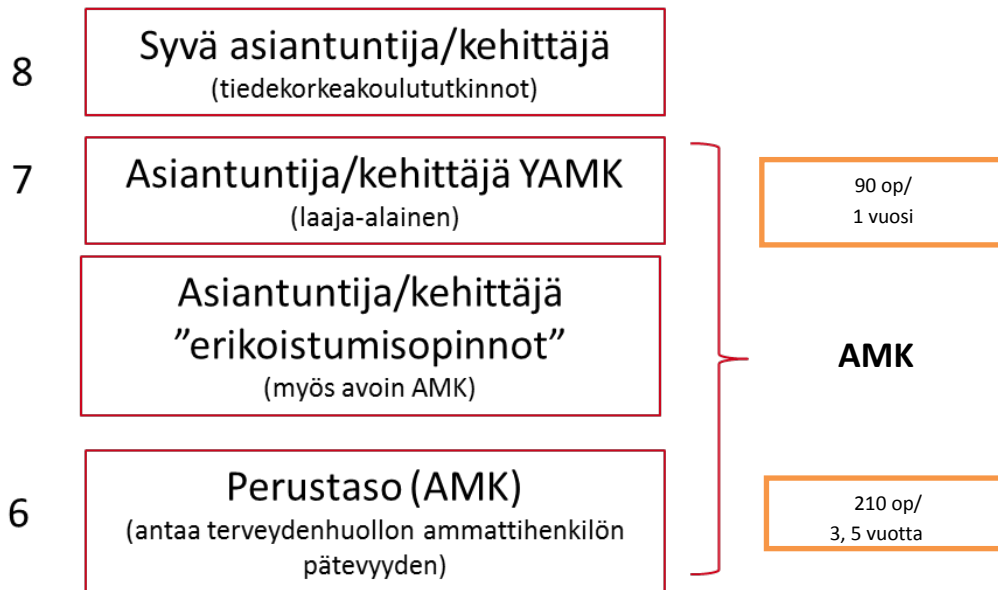 8
Syvä asiantuntija/kehittäjä
(tiedekorkeakoulututkinnot)
7
Asiantuntija/kehittäjä YAMK
(laaja-alainen)
90 op/
1 vuosi
Asiantuntija/kehittäjä
”erikoistumisopinnot”
(myös avoin AMK)
AMK
6
Perustaso (AMK)
(antaa terveydenhuollon ammattihenkilön
pätevyyden)
210 op/
3, 5 vuotta